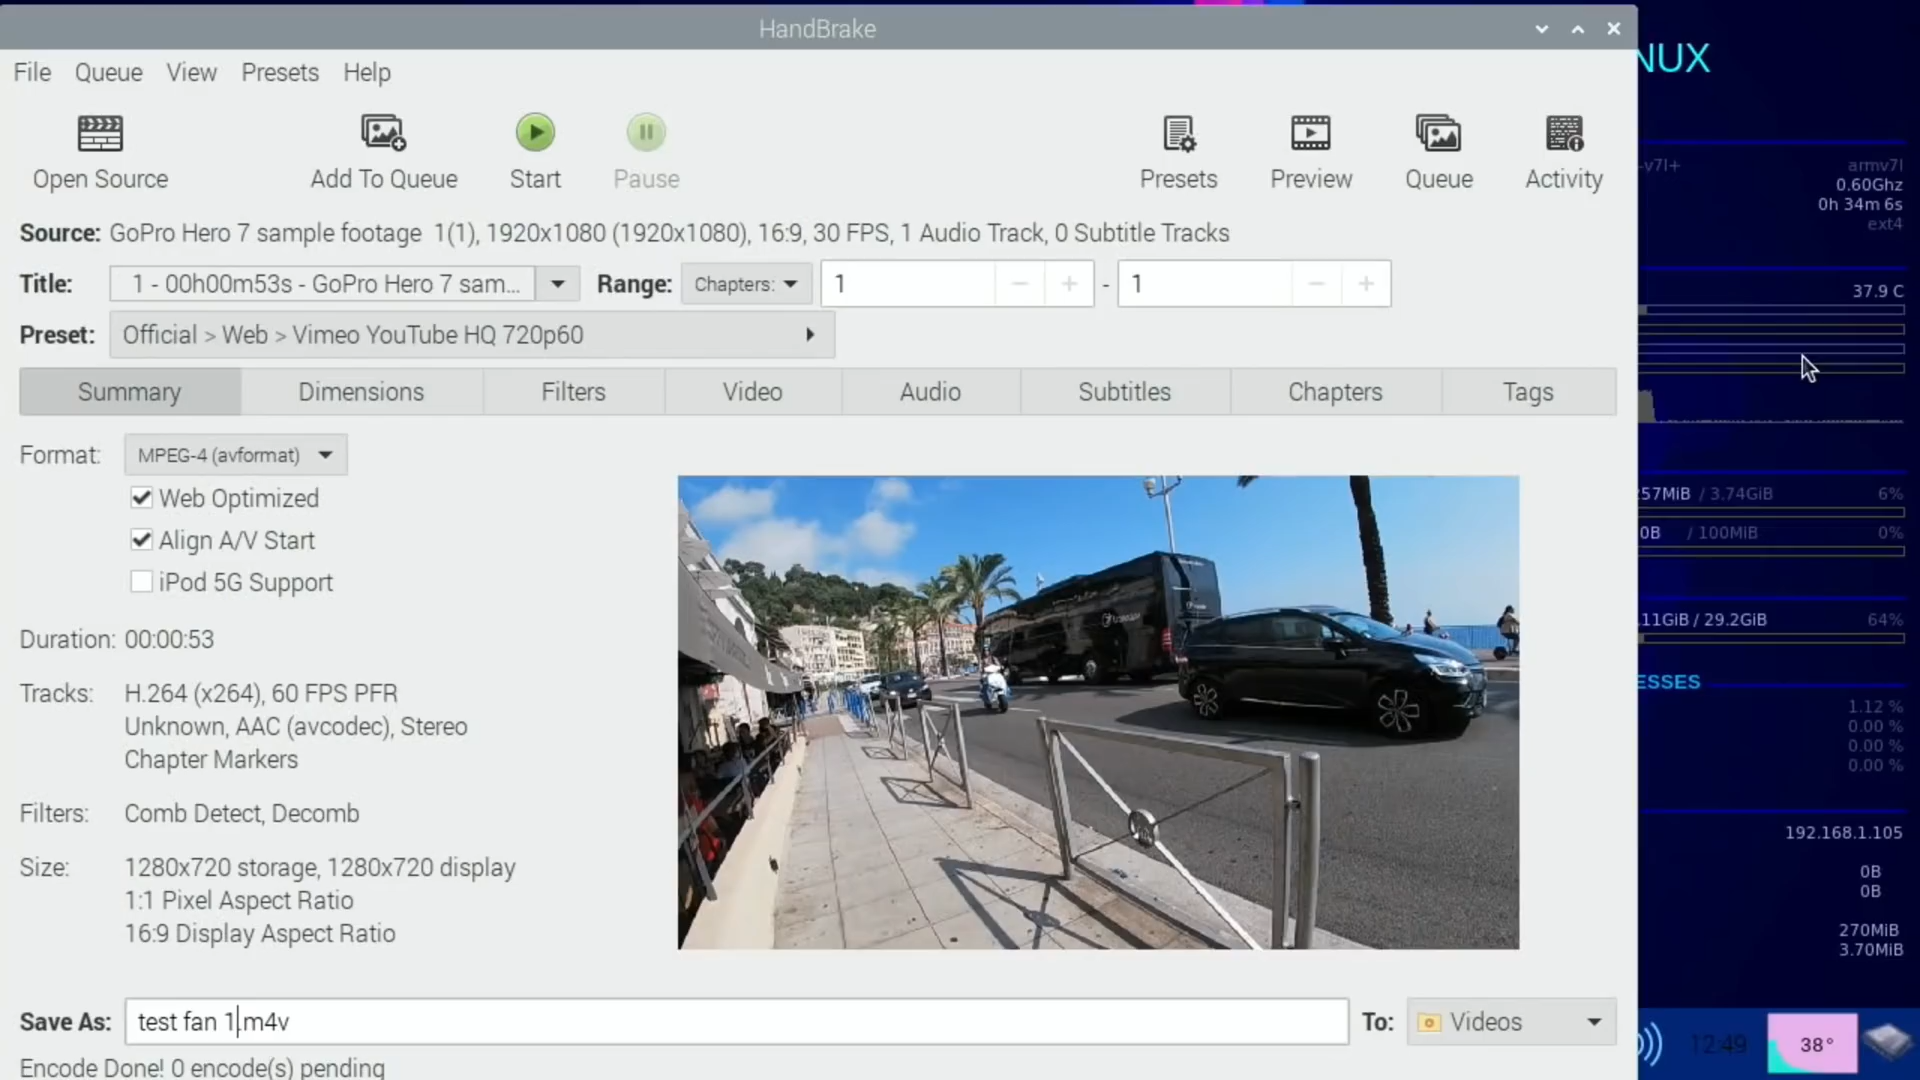 HandBrake
NUX
File Queue View Presets Help
Open Source Add To Queue Start Pause Presets Preview Queue Activity
-v7l+ armv7l
0.60Ghz
0h 34m 6s
ext4
Source: GoPro Hero 7 sample footage 1(1), 1920x1080 (1920x1080), 16:9, 30 FPS, 1 Audio Track, 0 Subtitle Tracks
Title: 1 - 00h00m53s - GoPro Hero 7 sam... Range: Chapters: 1 - 1
37.9 C
Preset: Official > Web > Vimeo YouTube HQ 720p60
Summary Dimensions Filters Video Audio Subtitles Chapters Tags
Format: MPEG-4 (avformat)
Web Optimized
Align A/V Start
iPod 5G Support
257MiB / 3.74GiB 6%
0B / 100MiB 0%
.11GiB / 29.2GiB 64%
Duration: 00:00:53
Tracks: H.264 (x264), 60 FPS PFR
Unknown, AAC (avcodec), Stereo
Chapter Markers
ESSES
1.12 %
0.00 %
0.00 %
0.00 %
Filters: Comb Detect, Decomb
192.168.1.105
Size: 1280x720 storage, 1280x720 display
1:1 Pixel Aspect Ratio
16:9 Display Aspect Ratio
0B
0B
270MiB
3.70MiB
Save As: test fan 1.m4v To: Videos
12:49 38°
Encode Done! 0 encode(s) pending